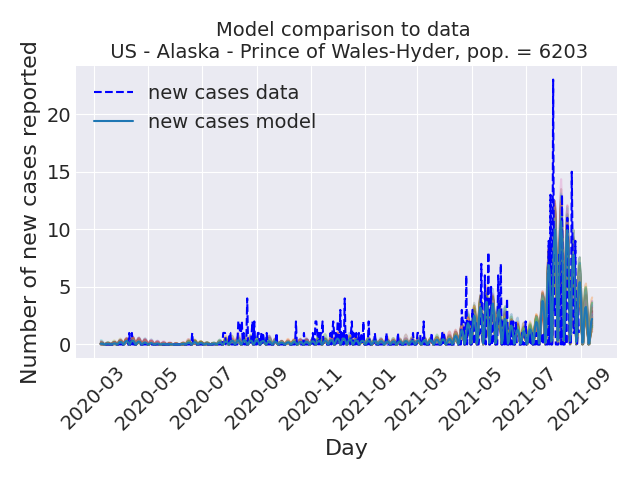 Model comparison to data
US - Alaska - Prince of Wales-Hyder, pop. = 6203
Number of new cases reported
new cases data
new cases model
20
15
10
5
0
2020-03
2020-05
2020-07
2020-09
2020-11
2021-01
2021-03
2021-05
2021-07
2021-09
Day